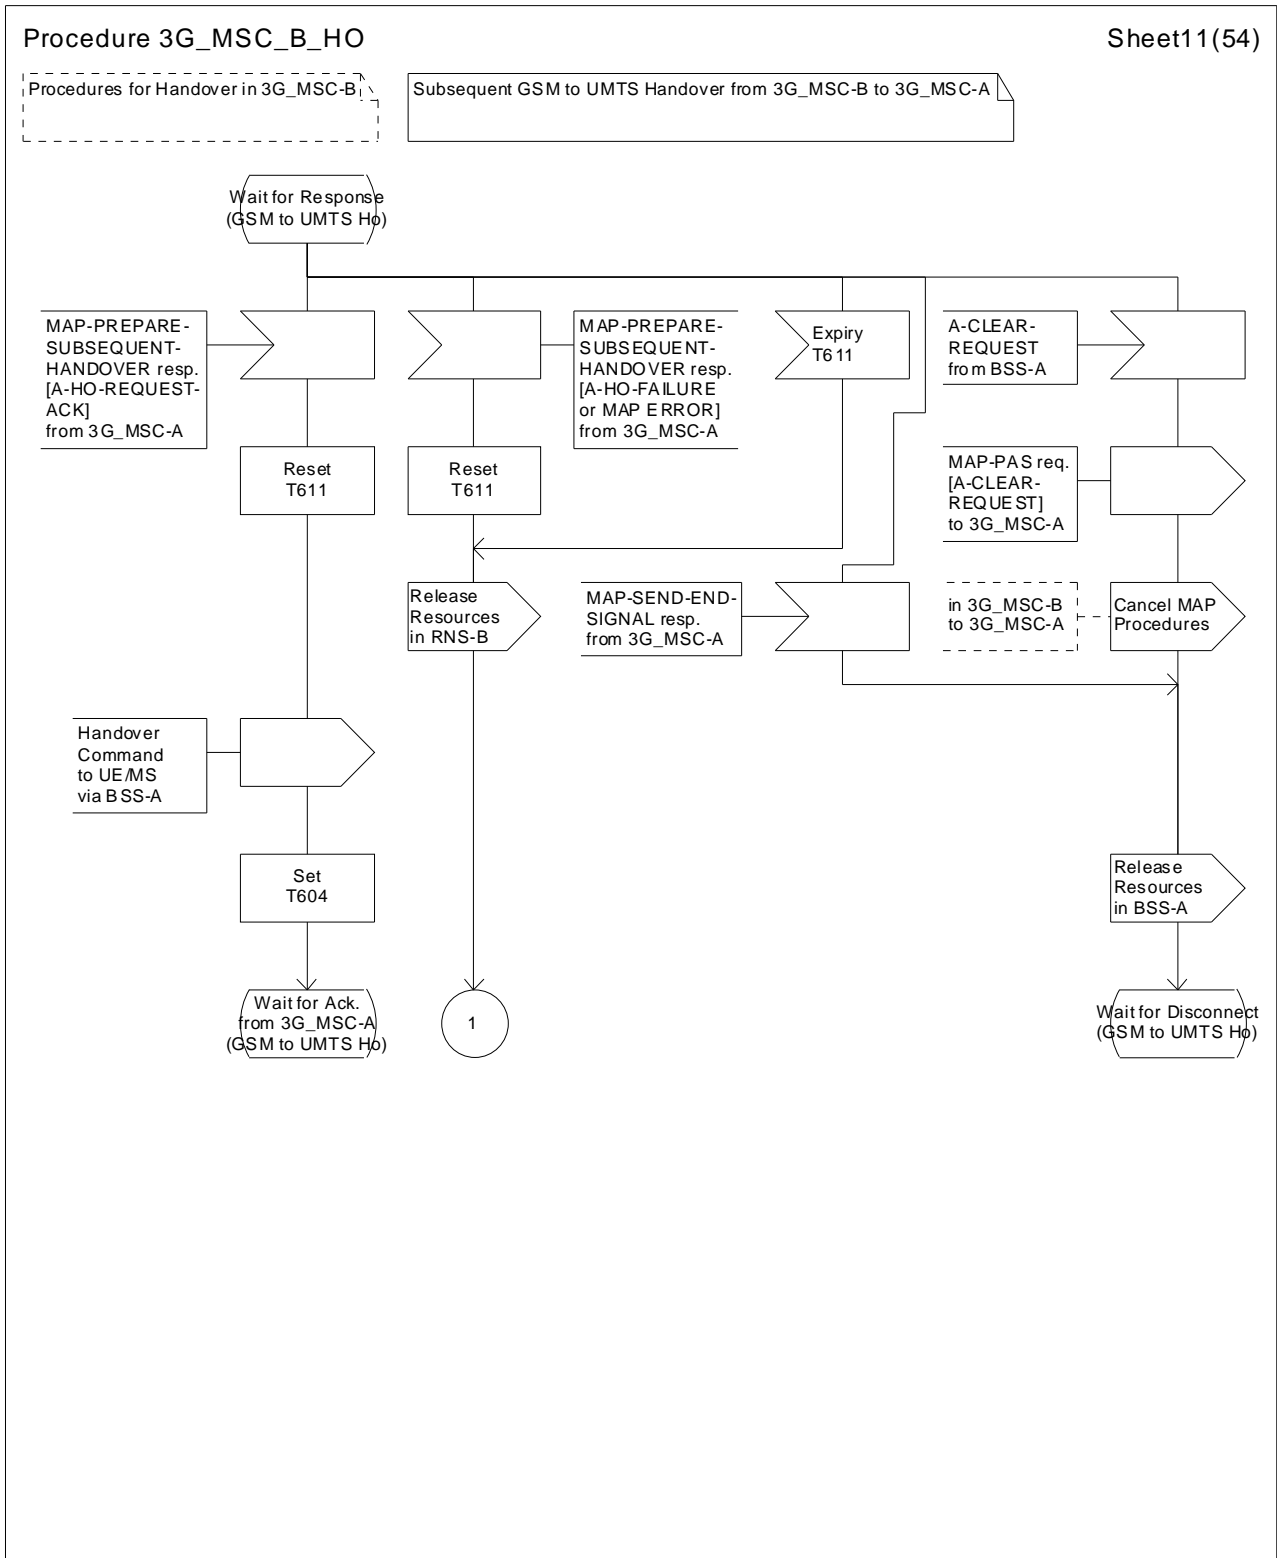 Procedure 3G_MSC_B_HO
Sheet11(54)
Procedures for Handover in 3G_MSC-B
Subsequent GSM to UMTS Handover from 3G_MSC-B to 3G_MSC-A
Wait for Response
(GSM to UMTS Ho)
MAP-PREPARE-
SUBSEQUENT-
HANDOVER resp.
[A-HO-REQUEST-
ACK]
from 3G_MSC-A
MAP-PREPARE-
SUBSEQUENT-
HANDOVER resp.
[A-HO-FAILURE
or MAP ERROR]
from 3G_MSC-A
Expiry
T611
A-CLEAR-
REQUEST
from BSS-A
Reset
T611
Reset
T611
MAP-PAS req.
[A-CLEAR-
REQUEST]
to 3G_MSC-A
Release
Resources
in RNS-B
MAP-SEND-END-
SIGNAL resp.
from 3G_MSC-A
in 3G_MSC-B
to 3G_MSC-A
Cancel MAP
Procedures
Handover
Command
to UE/MS
via BSS-A
Set
T604
Release
Resources
in BSS-A
Wait for Ack.
from 3G_MSC-A
(GSM to UMTS Ho)
1
Wait for Disconnect
(GSM to UMTS Ho)